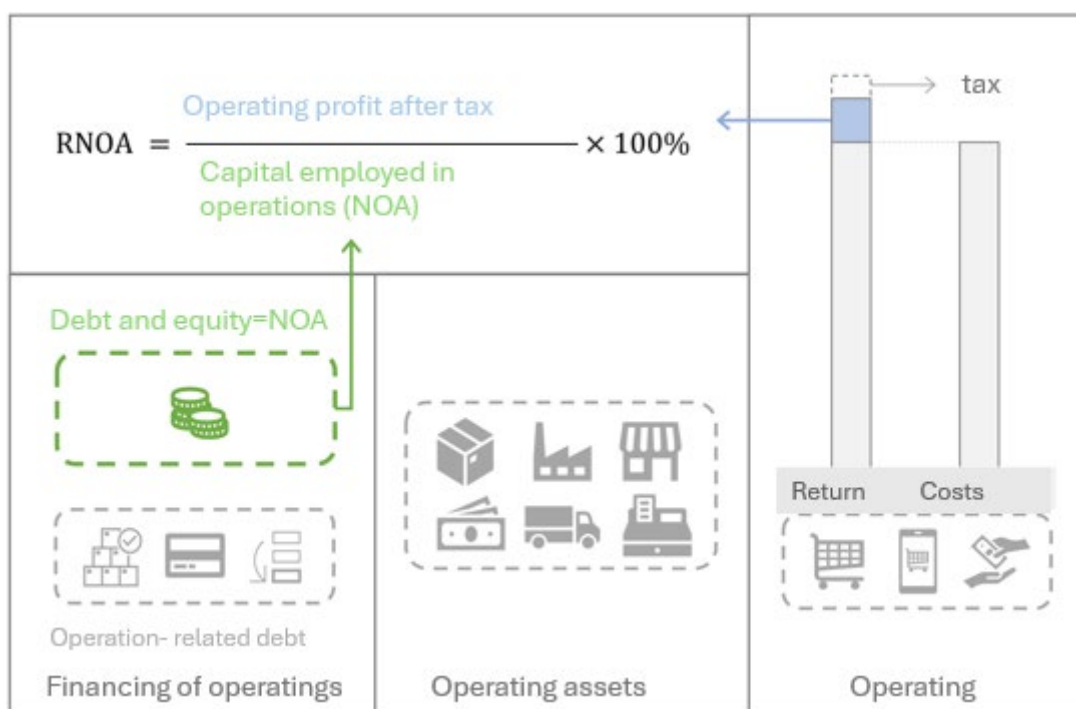 Operating profit after tax
RNOA = × 100%
Capital employed in
operations (NOA)
tax
Debt and equity=NOA
Return Costs
Operation- related debt
Financing of operatings
Operating assets
Operating